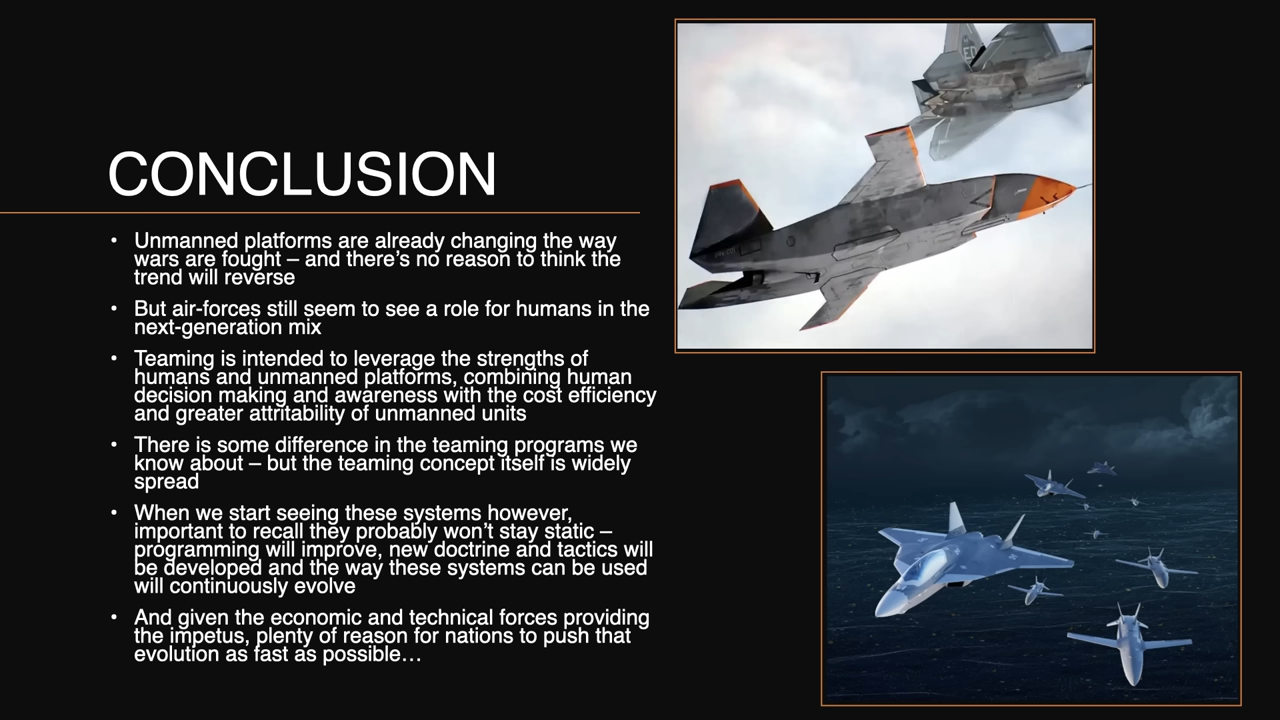 CONCLUSION
• Unmanned platforms are already changing the way
wars are fought – and there's no reason to think the
trend will reverse
• But air-forces still seem to see a role for humans in the
next-generation mix
• Teaming is intended to leverage the strengths of
humans and unmanned platforms, combining human
decision making and awareness with the cost efficiency
and greater attritability of unmanned units
• There is some difference in the teaming programs we
know about – but the teaming concept itself is widely
spread
• When we start seeing these systems however,
important to recall they probably won't stay static –
programming will improve, new doctrine and tactics will
be developed and the way these systems can be used
will continuously evolve
• And given the economic and technical forces providing
the impetus, plenty of reason for nations to push that
evolution as fast as possible…
ED